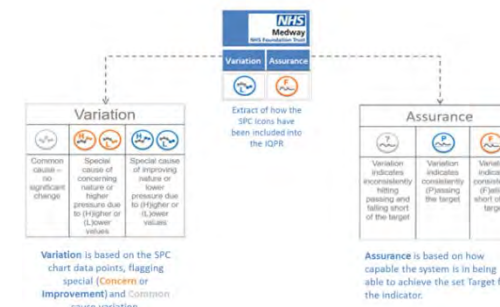 NHS
Medway
NHS Foundation Trust
Variation Assurance
H L F
Extract of how the
SPC icons have
been included into
the IQPR
Variation
H L H L
Common
cause –
no
significant
change
Special
cause of
concerning
nature or
higher
pressure due
to (H)igher or
(L)ower
values
Special cause
of improving
nature or
lower
pressure due
to (H)igher or
(L)ower
values
Variation is based on the SPC
chart data points, flagging
special (Concern or
Improvement) and Common
cause variation
Assurance
? P F
Variation
indicates
inconsistently
hitting
passing and
falling short
of the target
Variation
indicates
consistently
(P)assing
the target
Assurance is based on how
capable the system is in being
able to achieve the set Target
the indicator.